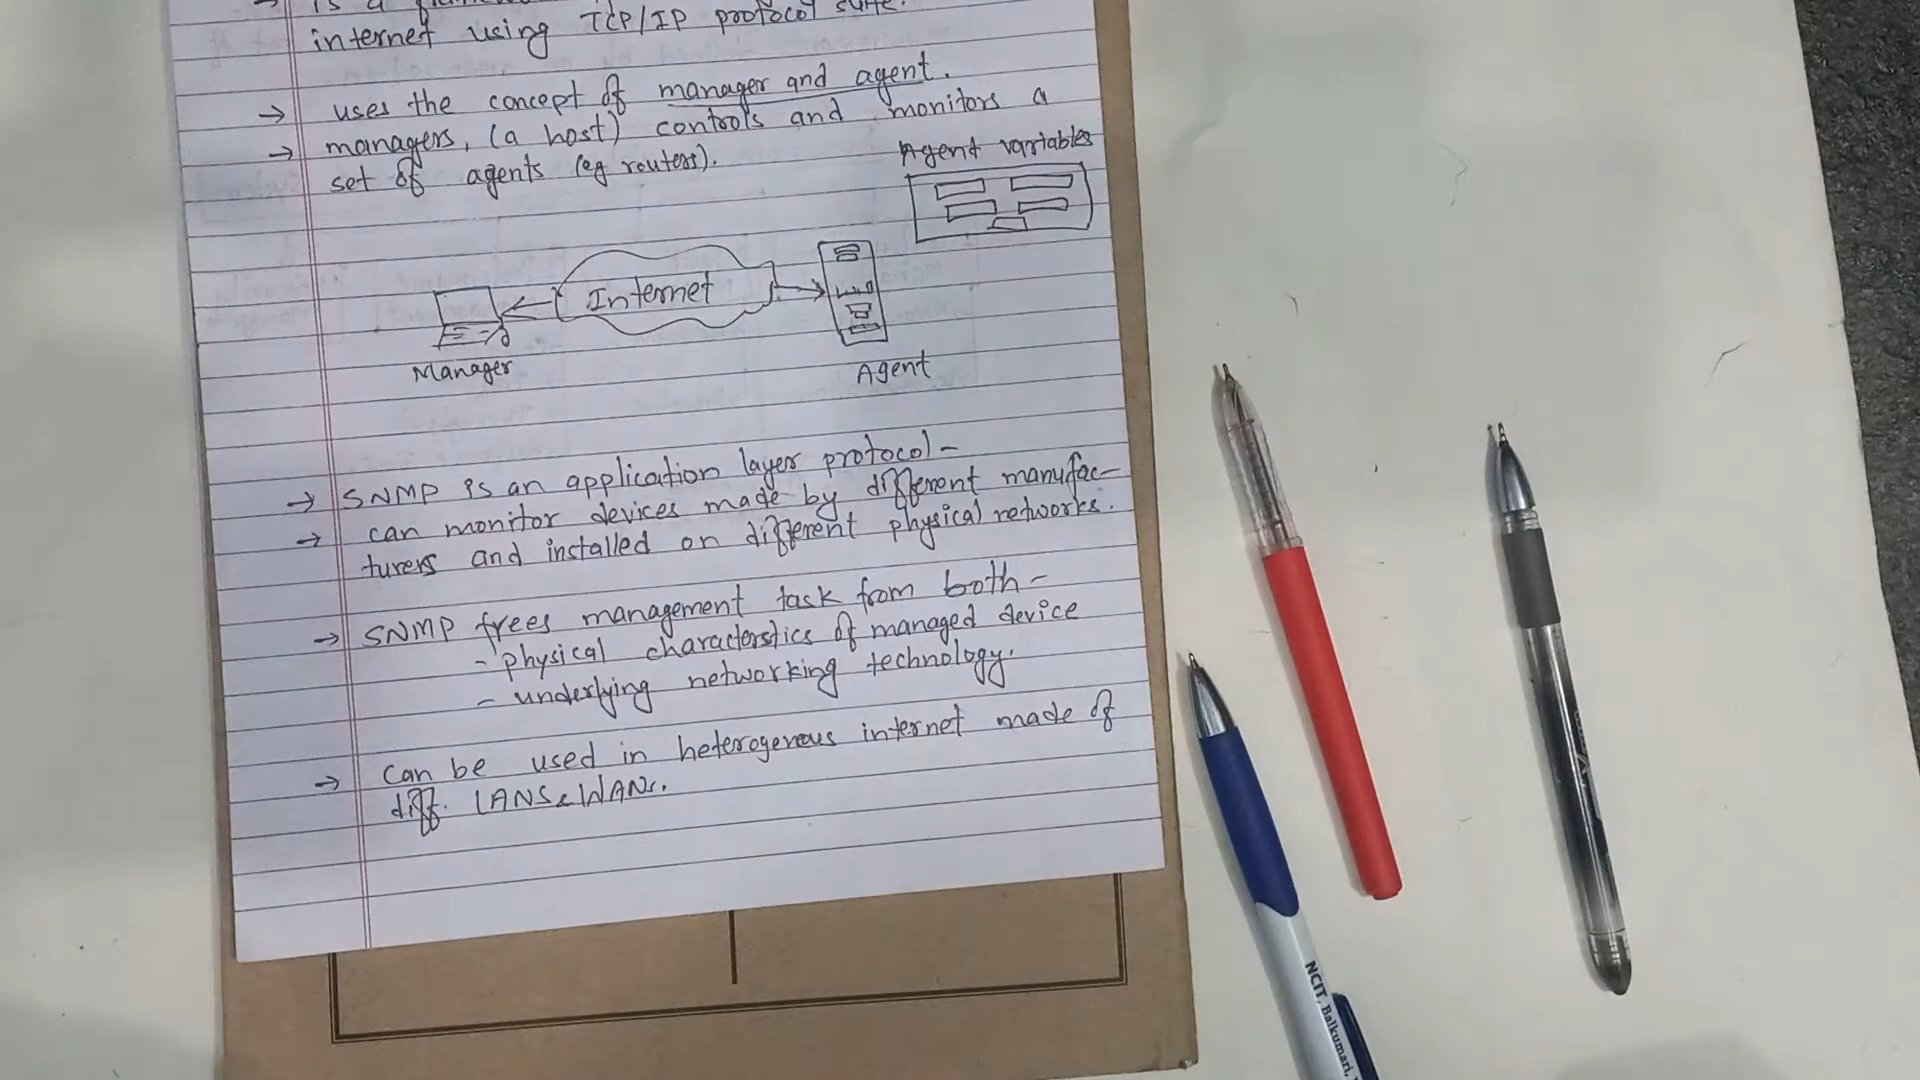 → is a
internet using TCP/IP protocol suite.
→ uses the concept of manager and agent.
→ managers, (a host) controls and monitors a
set of agents (eg routers).
Agent variables
Internet
Manager
Agent
→ SNMP is an application layer protocol -
→ can monitor devices made by different manufac-
turers and installed on different physical networks.
→ SNMP frees management task from both -
- physical characterstics of managed device
- underlying networking technology.
→ can be used in heterogeneous internet made of
diff. LANS & WANs.
NCIT, Balkumari,